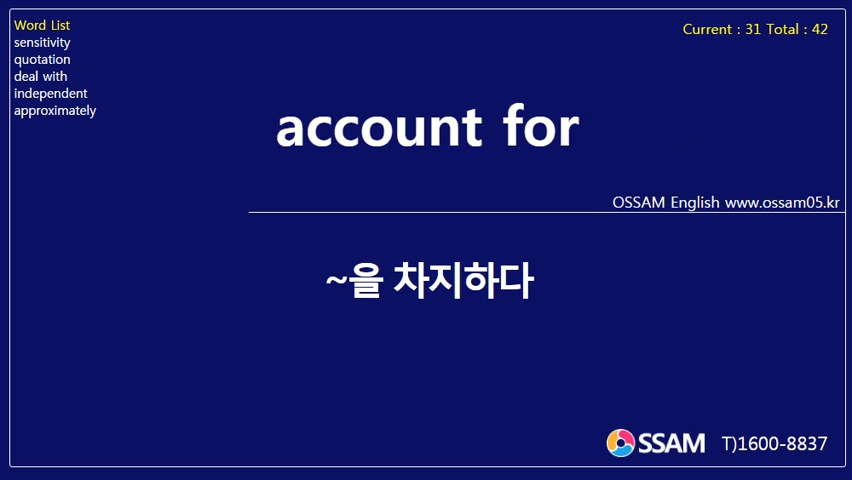 Word List
sensitivity
quotation
deal with
independent
approximately
Current : 31 Total : 42
account for
OSSAM English www.ossam05.kr
~을 차지하다
OSSAM T)1600-8837